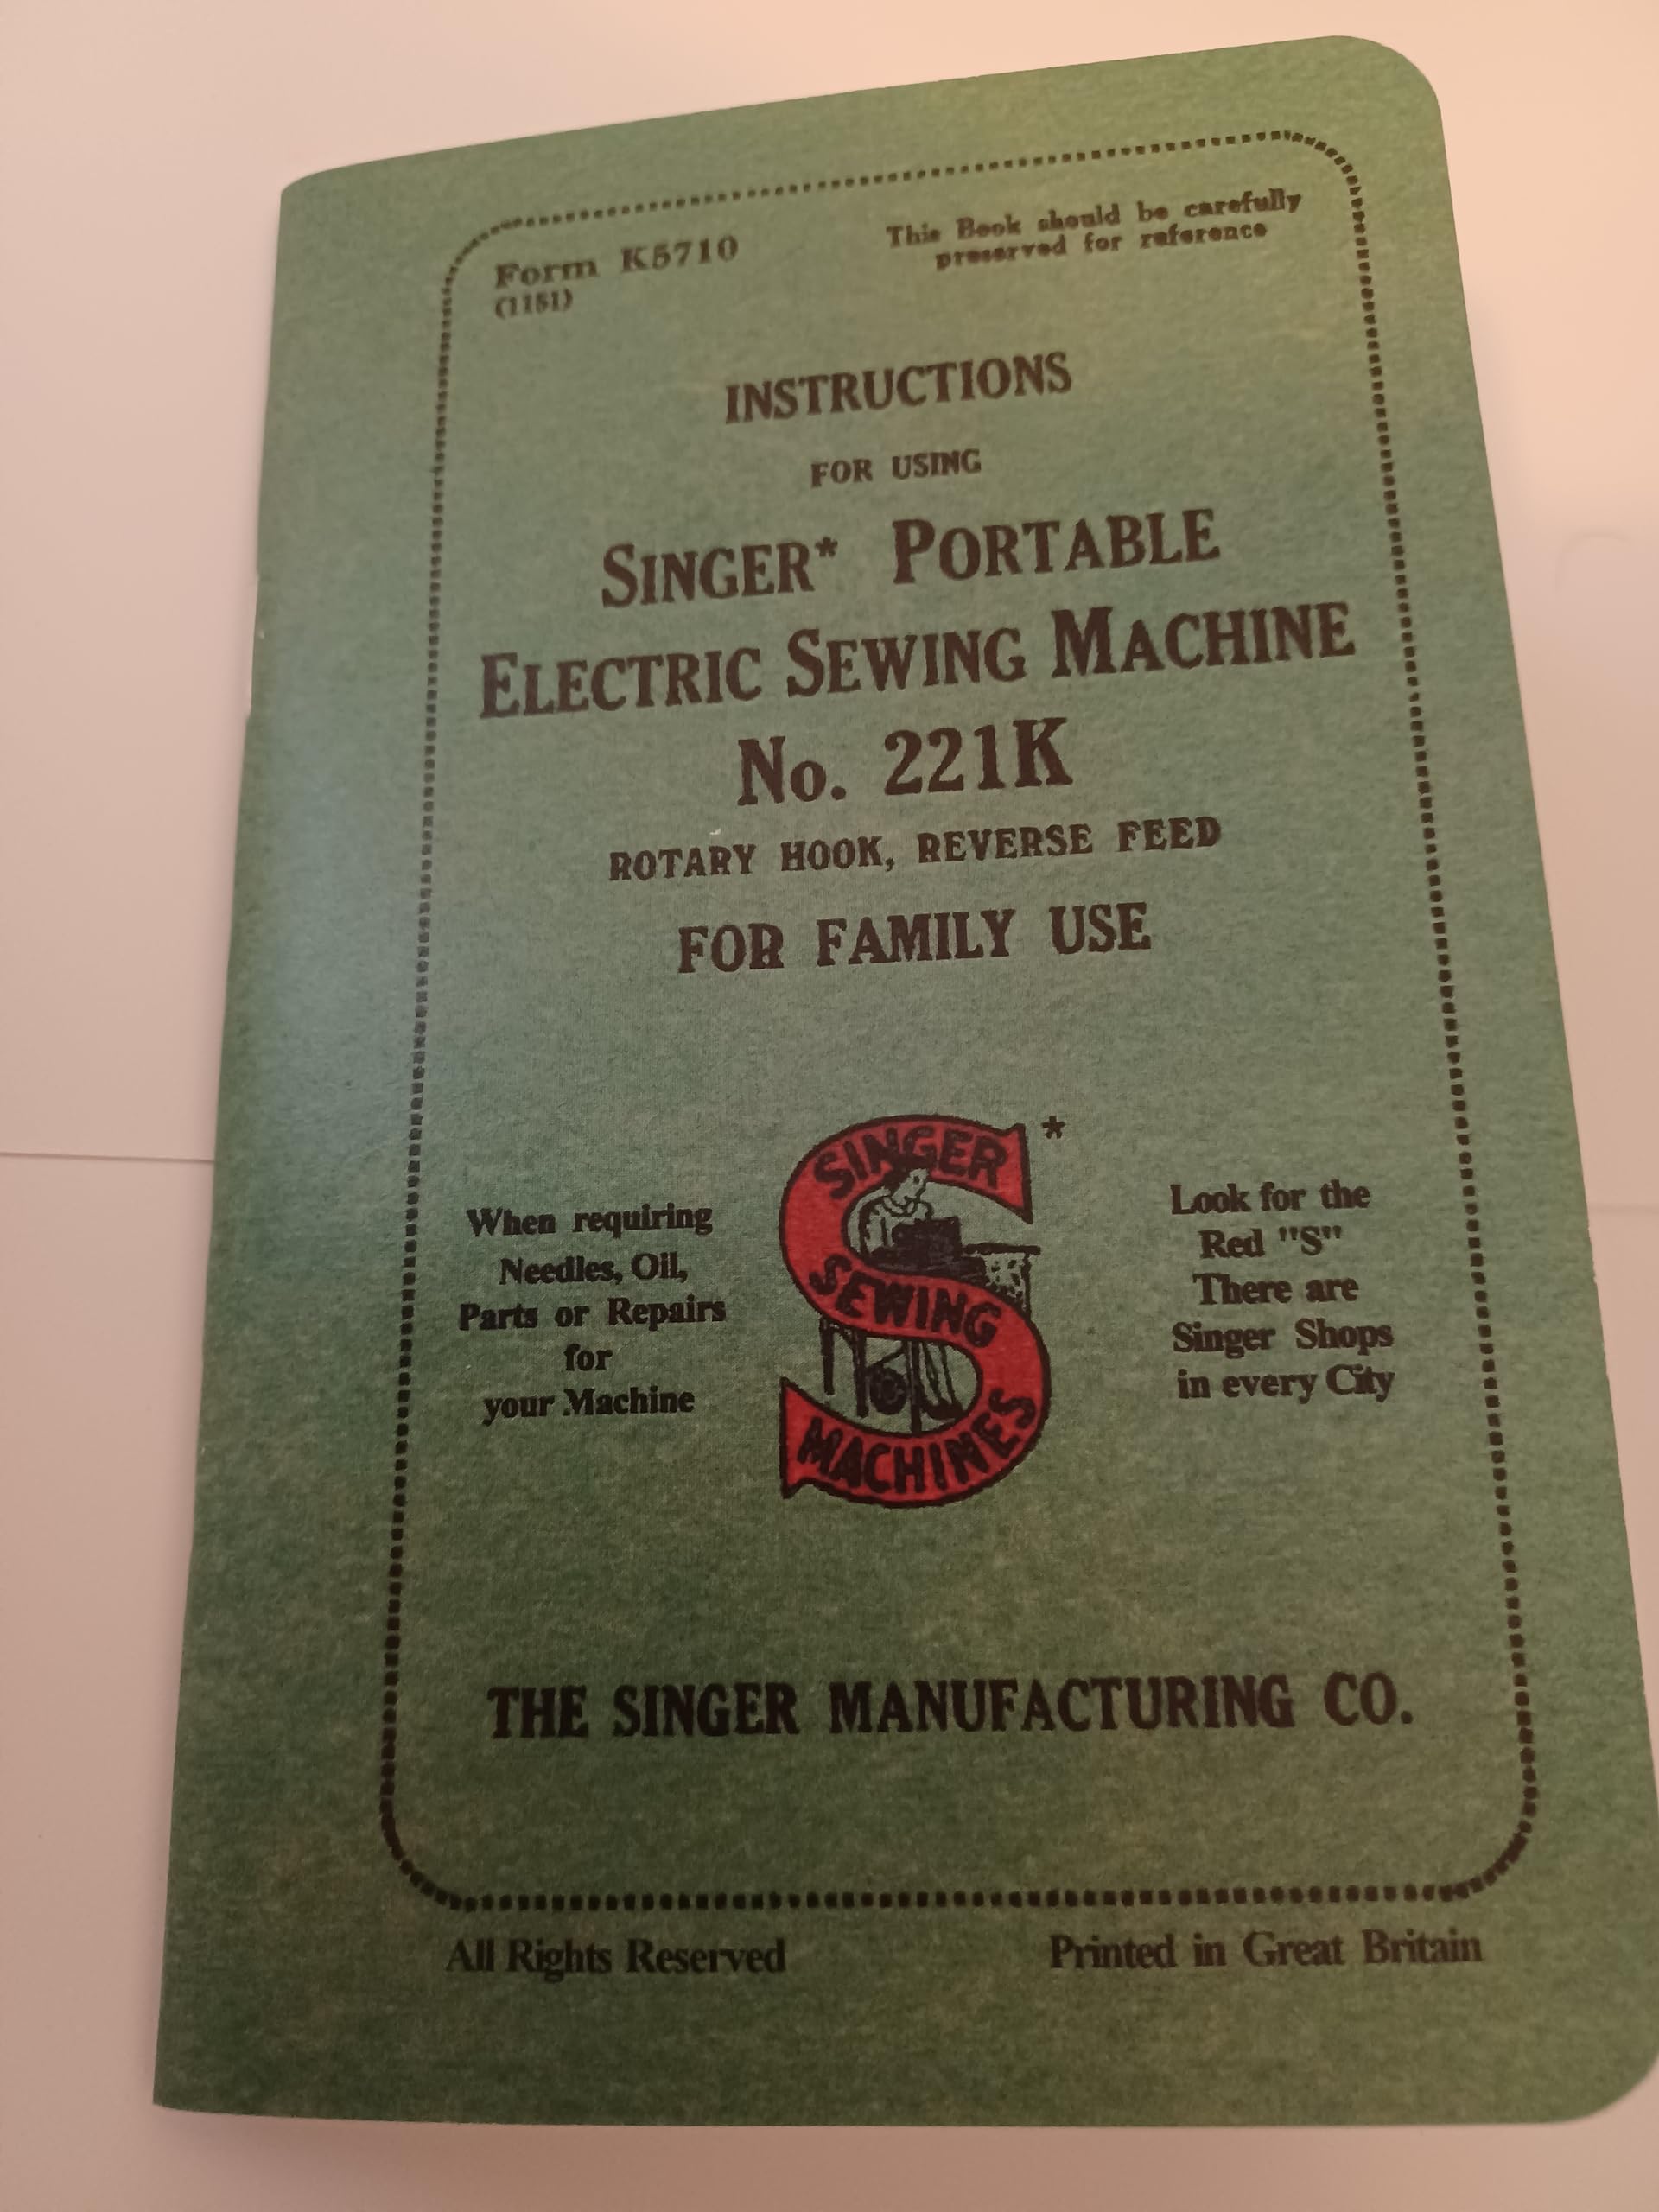 Form K5710
(1151)
This Book should be carefully
preserved for reference
INSTRUCTIONS
FOR USING
SINGER* PORTABLE
ELECTRIC SEWING MACHINE
No. 221K
ROTARY HOOK, REVERSE FEED
FOR FAMILY USE
When requiring
Needles, Oil,
Parts or Repairs
for
your Machine
SINGER
SEWING
MACHINES
*
Look for the
Red "S"
There are
Singer Shops
in every City
THE SINGER MANUFACTURING CO.
All Rights Reserved
Printed in Great Britain